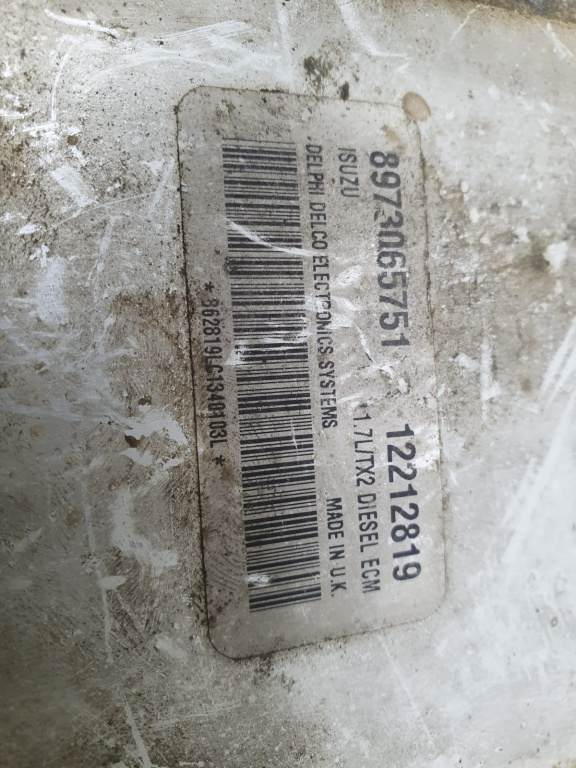 8973065751 12212819
ISUZU 1.7L/TX2 DIESEL ECM
DELPHI DELCO ELECTRONICS SYSTEMS MADE IN U.K.